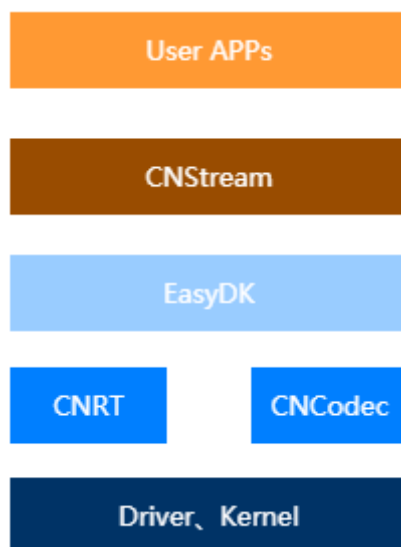 User APPs
CNStream
EasyDK
CNRT
CNCodec
Driver、Kernel